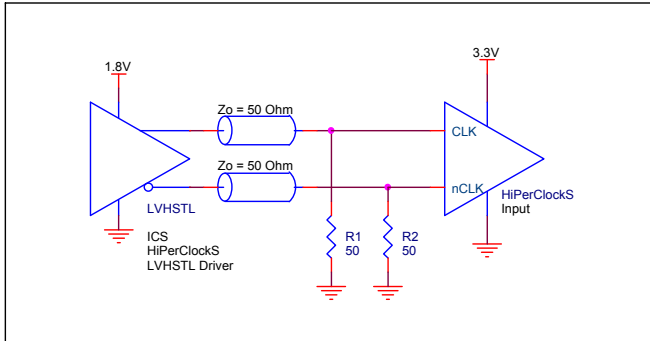 1.8V
3.3V
Zo = 50 Ohm
CLK
Zo = 50 Ohm
nCLK
LVHSTL
HiPerClockS
Input
ICS
HiPerClockS
LVHSTL Driver
R1
50
R2
50